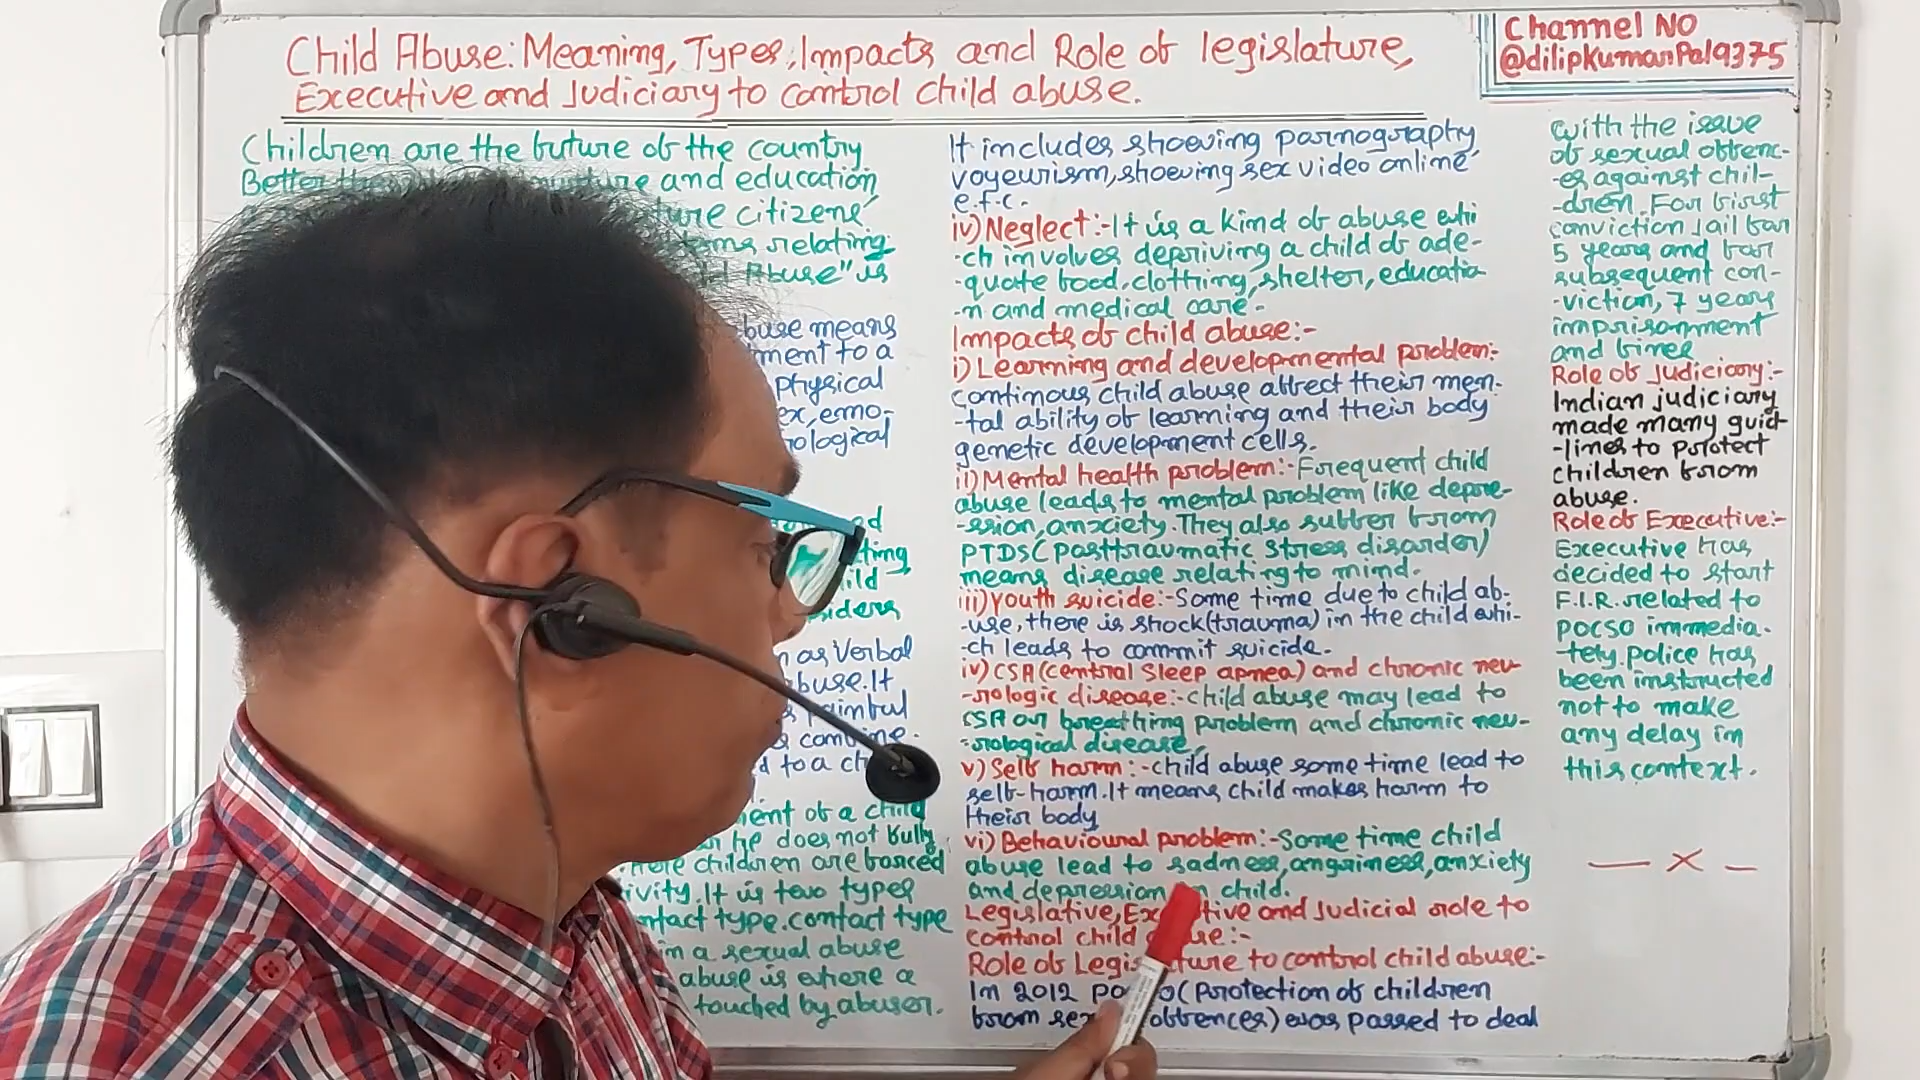 Child Abuse: Meaning, Types, Impacts and Role of legislature,
Executive and Judiciary to control child abuse.
Channel NO
@dilipkumarPal9375
Children are the future of the country
Better the and education
citizens
relating
Abuse" is
means
ment to a
physical
ex, emo-
ological
ting
ild
as Verbal
buse. It
painful
combine-
d to a ch
ment of a child
he does not bully
children are forced
ivity. It is two types
ntact type. contact type
in a sexual abuse
abuse is where a
touched by abuser.
It includes showing pornography
voyeurism, showing sex video online
e.t.c.
iv) Neglect:- It is a kind of abuse whi
-ch involves depriving a child of ade-
-quate food, clothing, shelter, educatio
-n and medical care.
Impacts of child abuse:-
i) Learning and developmental problem:-
continous child abuse affect their men-
-tal ability of learning and their body
genetic development cells.
ii) Mental health problem:- Frequent child
abuse leads to mental problem like depre-
-ssion, anxciety. They also suffer from
PTDS( posttraumatic stress disorder)
means disease relating to mind.
iii) Youth suicide:- Some time due to child ab-
-use, there is shock(trauma) in the child whi-
-ch leads to commit suicide.
iv) CSA (central sleep apnea) and chronic neu-
-rologic disease:- child abuse may lead to
CSA or breathing problem and chronic neu-
-rological disease,
v) Self harm:- child abuse some time lead to
self-harm. It means child makes harm to
their body
vi) Behavioural problem:- Some time child
abuse lead to sadness, angriness, anxiety
and depression child.
Legislative, and Judicial role to
control child :-
Role of to control child abuse:-
In 2012 (Protection of children
from offences) was passed to deal
with the issue
of sexual offenc-
-es against chil-
-dren. For first
conviction jail for
5 years and for
subsequent con-
-viction, 7 years
imprisonment
and fines
Role of judiciary:-
Indian judiciary
made many guid-
-lines to protect
children from
abuse.
Role of Executive:-
Executive has
decided to start
F.I.R. related to
POCSO immedia-
tely. police has
been instructed
not to make
any delay in
this context.
— x —